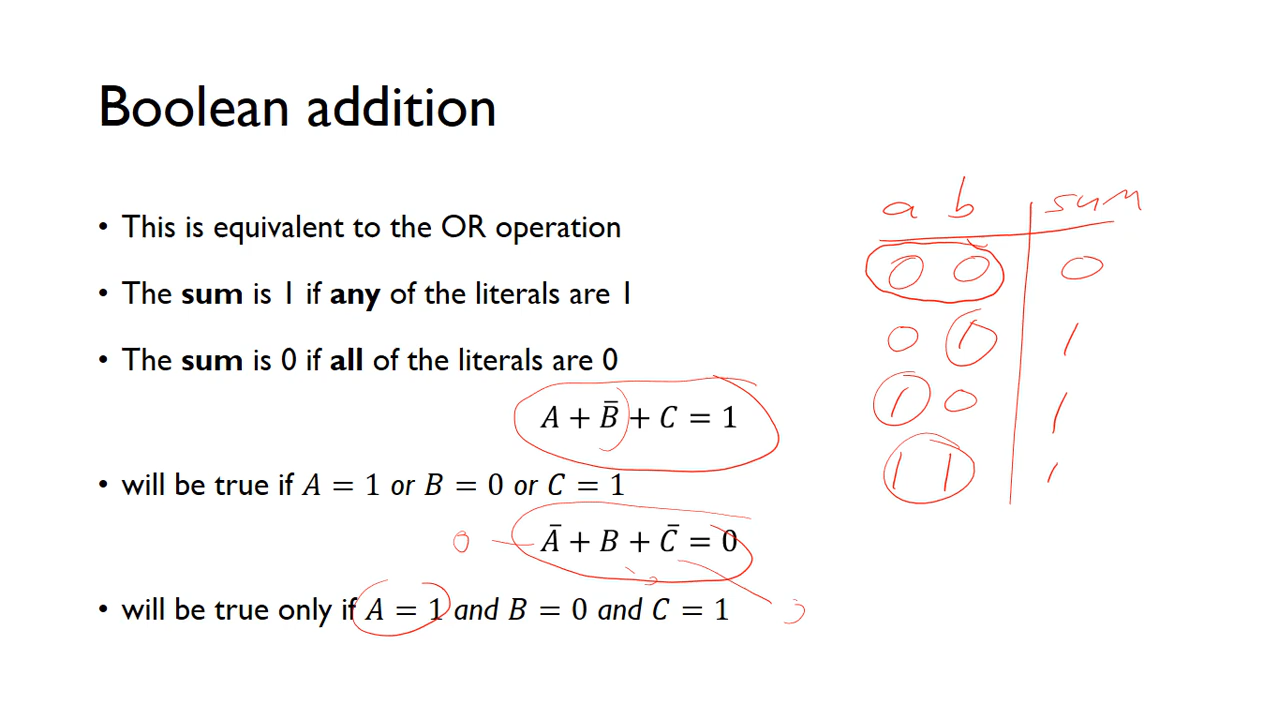 Boolean addition
• This is equivalent to the OR operation
• The sum is 1 if any of the literals are 1
• The sum is 0 if all of the literals are 0
A + B̅ + C = 1
• will be true if A = 1 or B = 0 or C = 1
A̅ + B + C̅ = 0
0
0
0
• will be true only if A = 1 and B = 0 and C = 1
a b sum
0 0 0
0 1 1
1 0 1
1 1 1